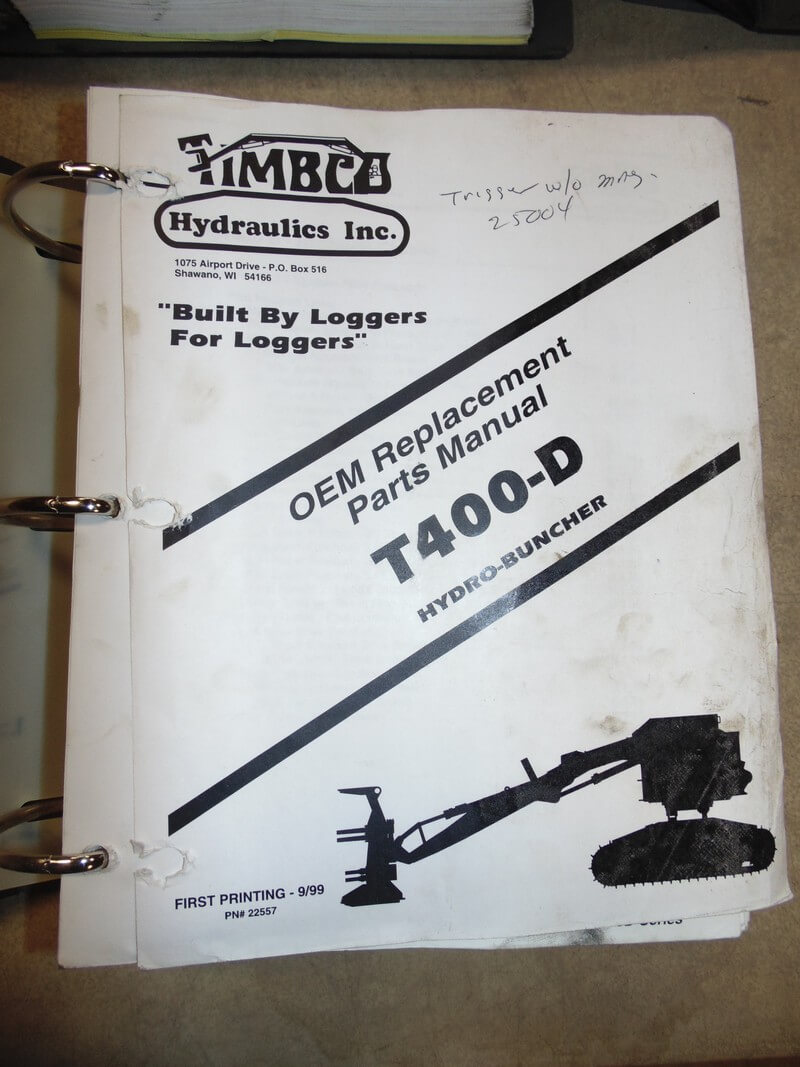 TIMBCO
Hydraulics Inc.
1075 Airport Drive - P.O. Box 516
Shawano, WI 54166
Trigger w/o
25004
"Built By Loggers
For Loggers"
OEM Replacement
Parts Manual
T400-D
HYDRO-BUNCHER
FIRST PRINTING - 9/99
PN# 22557
Series